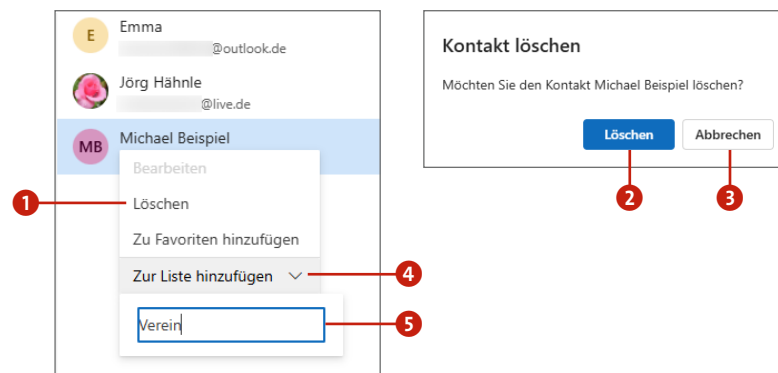 E
Emma
@outlook.de
Jörg Hähnle
@live.de
MB
Michael Beispiel
Bearbeiten
1
Löschen
Zu Favoriten hinzufügen
Zur Liste hinzufügen
4
Verein
5
Kontakt löschen
Möchten Sie den Kontakt Michael Beispiel löschen?
Löschen
Abbrechen
2
3